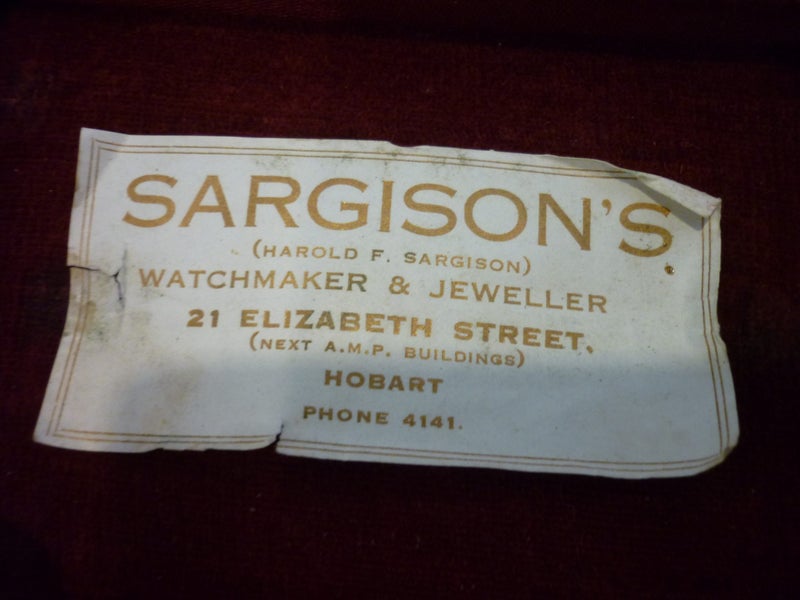 SARGISON'S.
(HAROLD F. SARGISON)
WATCHMAKER & JEWELLER
21 ELIZABETH STREET.
(NEXT A.M.P. BUILDINGS)
HOBART
PHONE 4141.